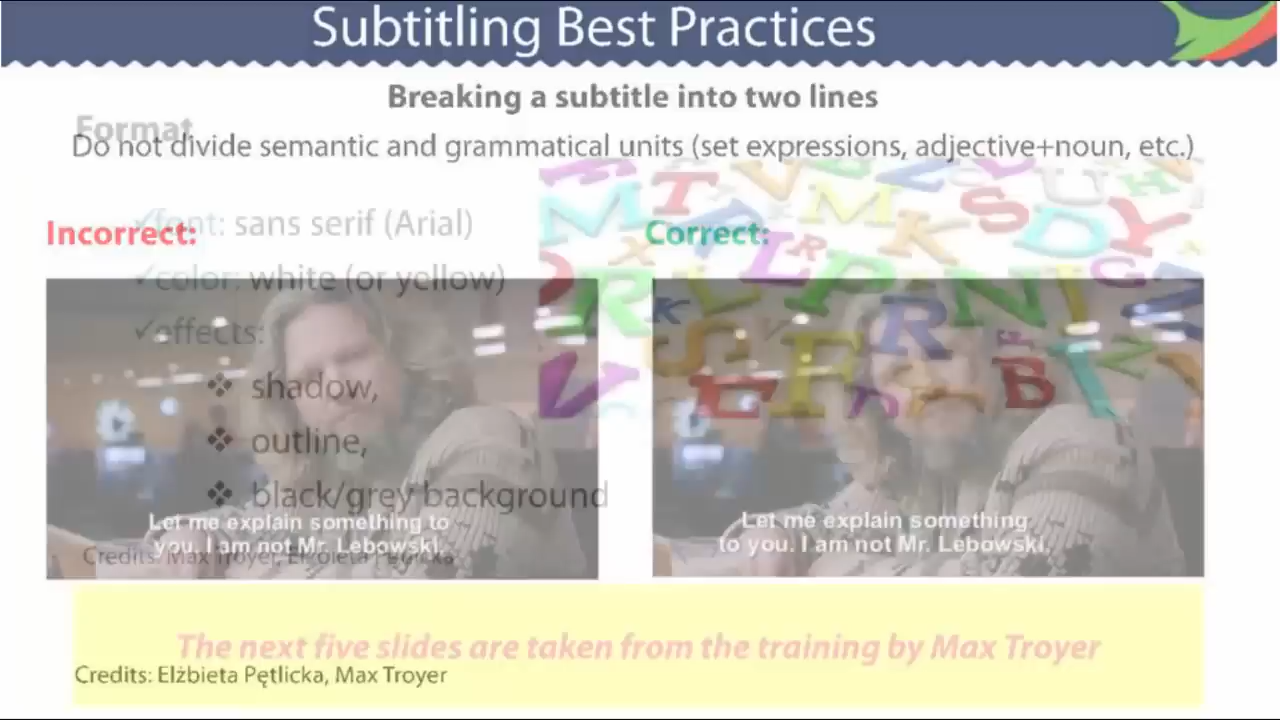 Subtitling Best Practices
Breaking a subtitle into two lines
Format
Do not divide semantic and grammatical units (set expressions, adjective+noun, etc.)
✓font: sans serif (Arial)
Incorrect:
Correct:
✓color: white (or yellow)
✓effects:
❖ shadow,
❖ outline,
❖ black/grey background
Let me explain something to
you. I am not Mr. Lebowski.
Let me explain something
to you. I am not Mr. Lebowski.
Credits: Max Troyer, Elżbieta Pętlicka
The next five slides are taken from the training by Max Troyer
Credits: Elżbieta Pętlicka, Max Troyer